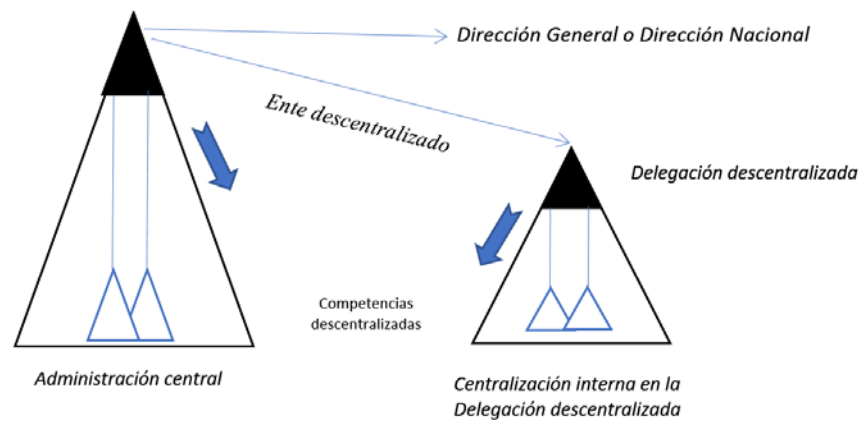 Dirección General o Dirección Nacional
Ente descentralizado
Delegación descentralizada
Competencias
descentralizadas
Administración central
Centralización interna en la
Delegación descentralizada